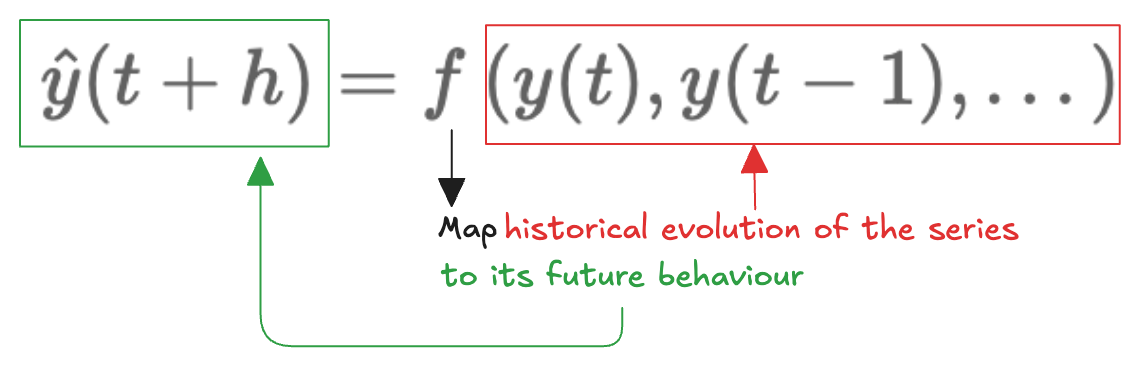 ŷ(t + h) = f (y(t), y(t − 1), . . . )
Map historical evolution of the series
to its future behaviour